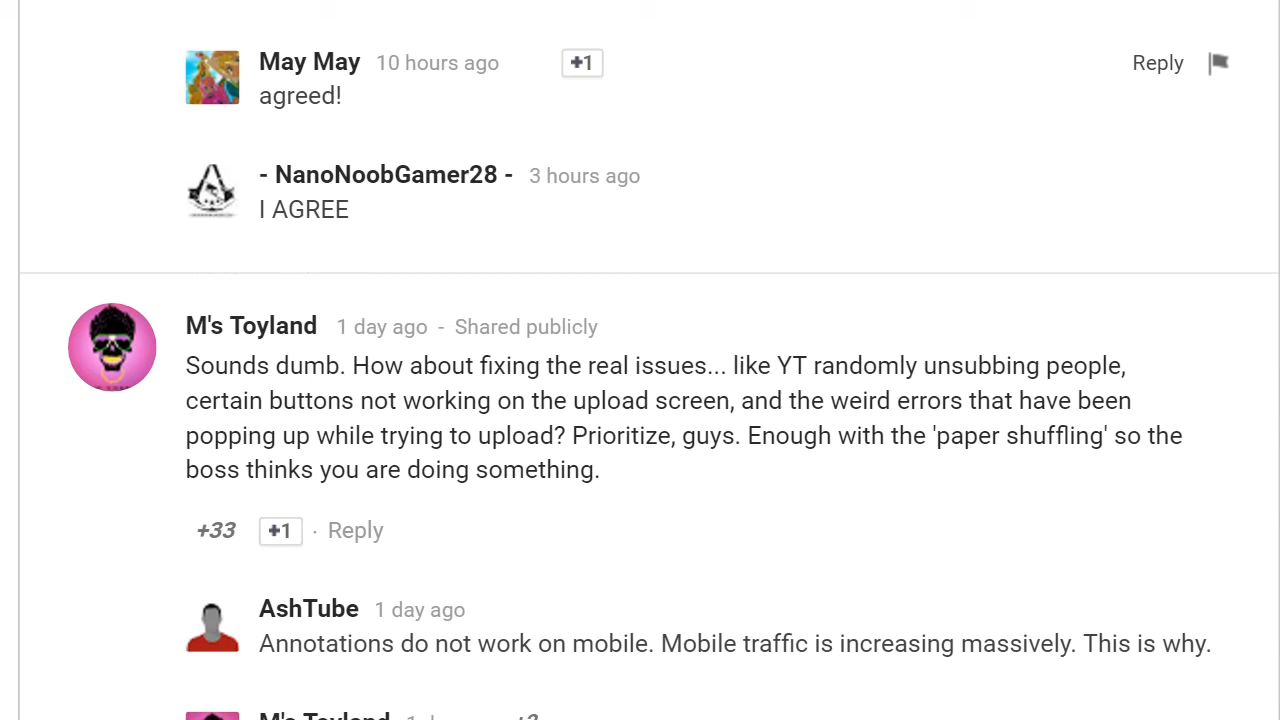 May May 10 hours ago +1 Reply
agreed!
- NanoNoobGamer28 - 3 hours ago
I AGREE
M's Toyland 1 day ago - Shared publicly
Sounds dumb. How about fixing the real issues... like YT randomly unsubbing people,
certain buttons not working on the upload screen, and the weird errors that have been
popping up while trying to upload? Prioritize, guys. Enough with the 'paper shuffling' so the
boss thinks you are doing something.
+33 +1 · Reply
AshTube 1 day ago
Annotations do not work on mobile. Mobile traffic is increasing massively. This is why.
M's Toyland